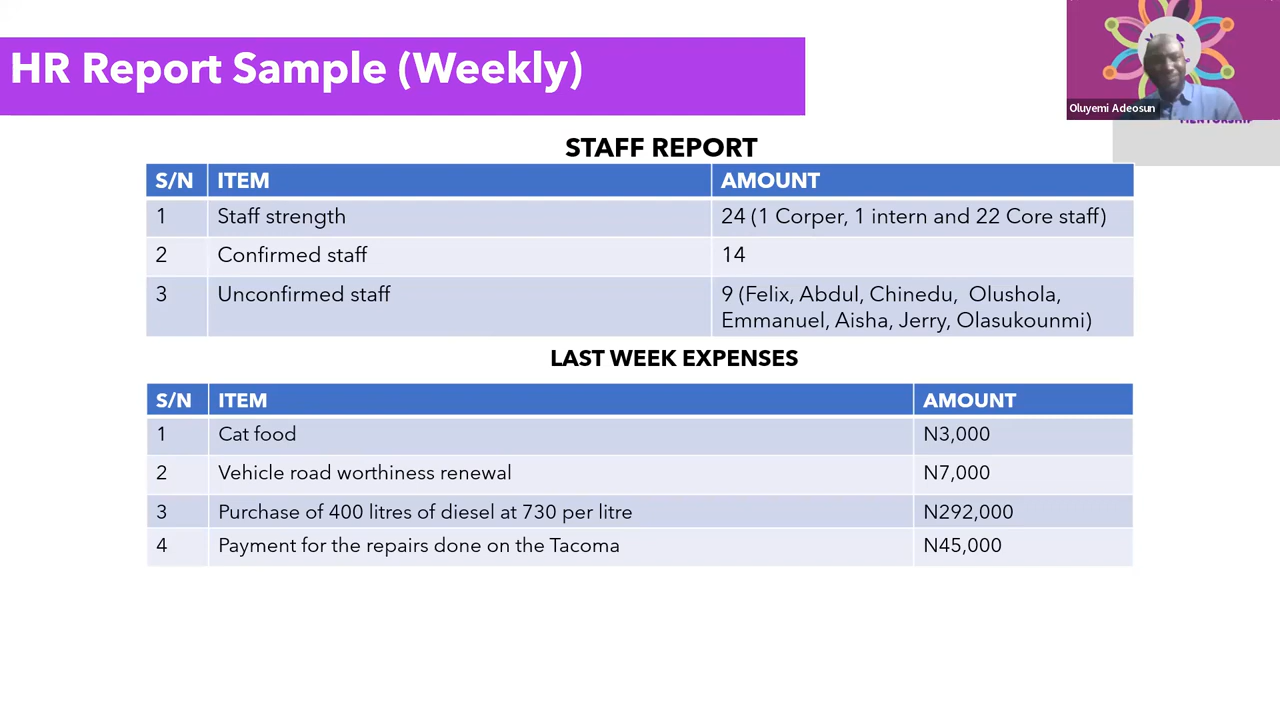 HR Report Sample (Weekly)
Oluyemi Adeosun
MENTORSHIP
STAFF REPORT
S/N ITEM AMOUNT
1 Staff strength 24 (1 Corper, 1 intern and 22 Core staff)
2 Confirmed staff 14
3 Unconfirmed staff 9 (Felix, Abdul, Chinedu, Olushola,
Emmanuel, Aisha, Jerry, Olasukounmi)
LAST WEEK EXPENSES
S/N ITEM AMOUNT
1 Cat food N3,000
2 Vehicle road worthiness renewal N7,000
3 Purchase of 400 litres of diesel at 730 per litre N292,000
4 Payment for the repairs done on the Tacoma N45,000